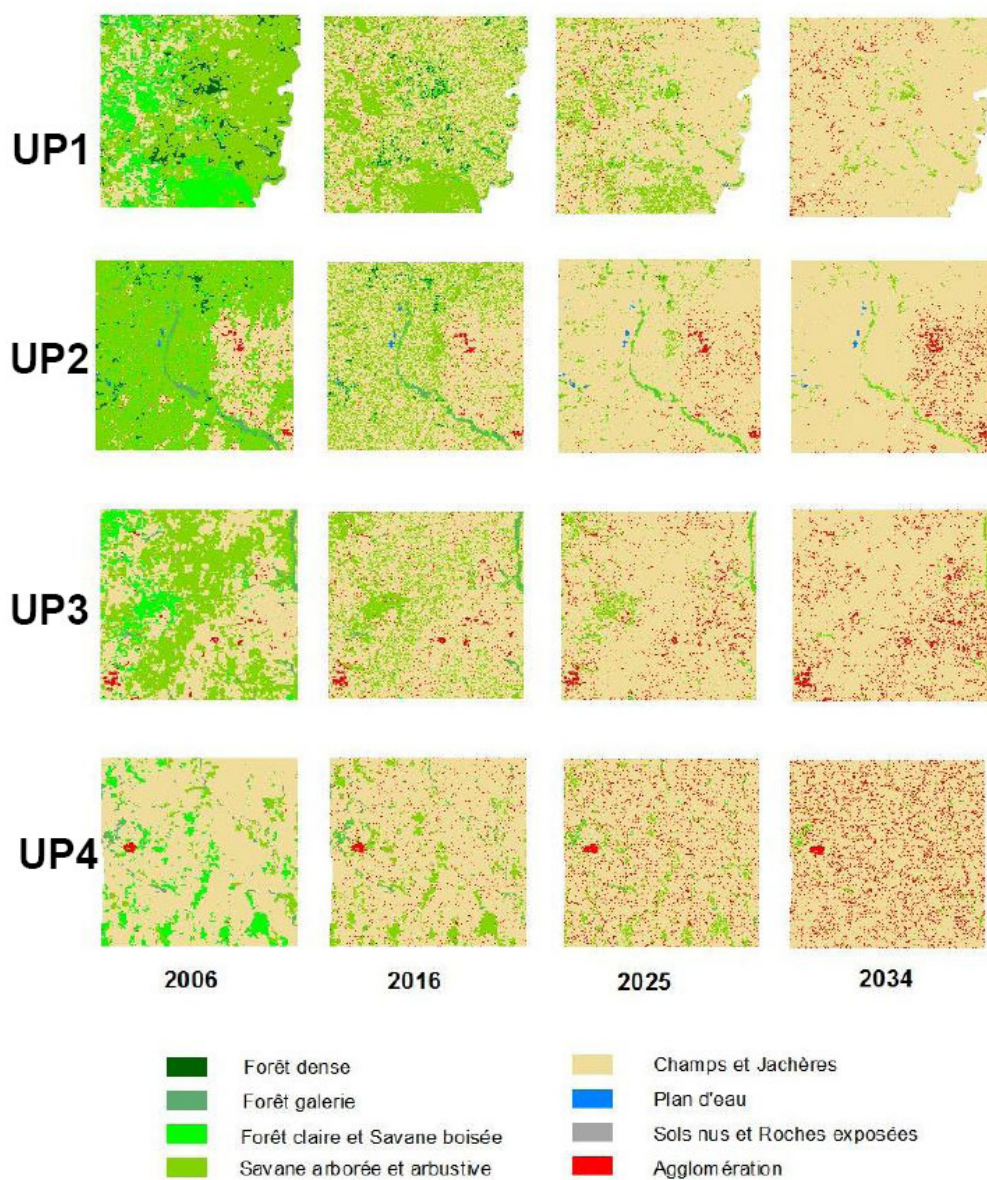 UP1
UP2
UP3
UP4
2006 2016 2025 2034
Forêt dense
Forêt galerie
Forêt claire et Savane boisée
Savane arborée et arbustive
Champs et Jachères
Plan d'eau
Sols nus et Roches exposées
Agglomération